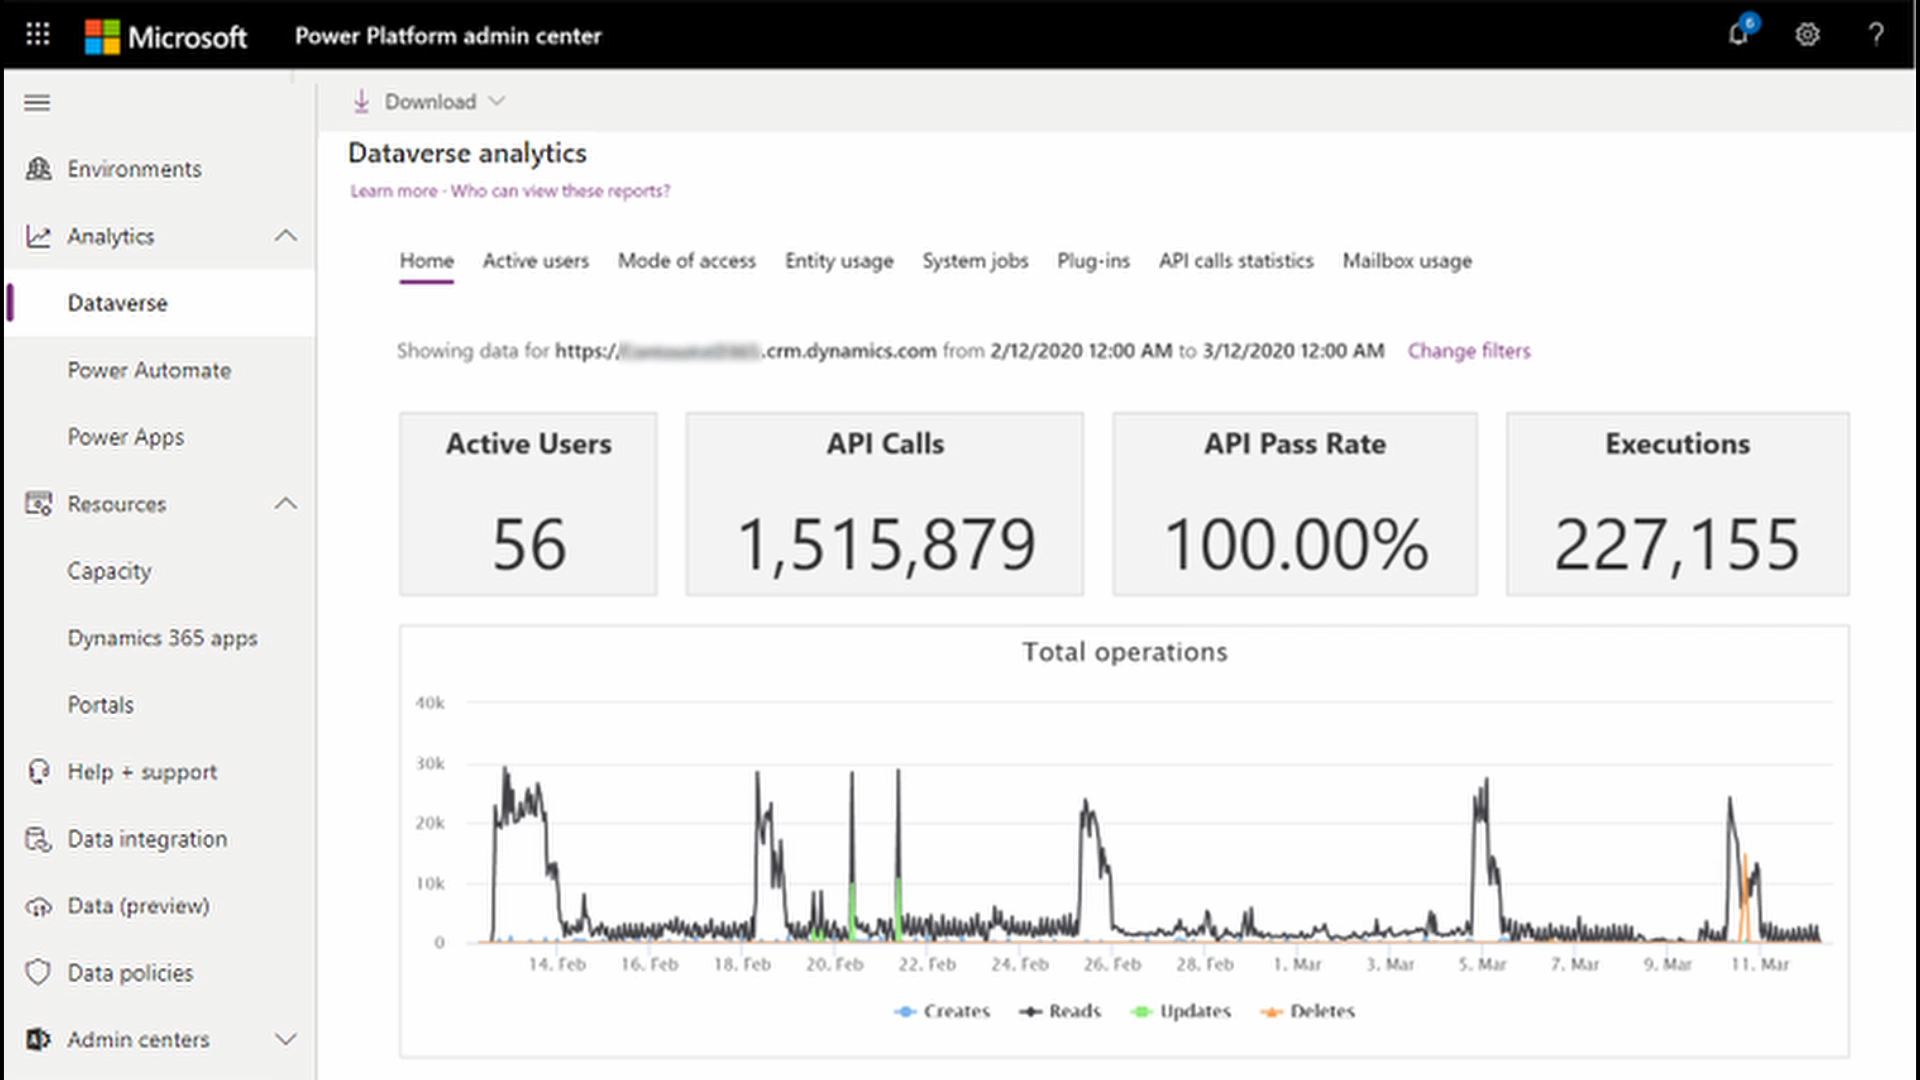 Microsoft Power Platform admin center 6 ?
Download
Environments
Analytics
Dataverse
Power Automate
Power Apps
Resources
Capacity
Dynamics 365 apps
Portals
Help + support
Data integration
Data (preview)
Data policies
Admin centers
Dataverse analytics
Learn more · Who can view these reports?
Home Active users Mode of access Entity usage System jobs Plug-ins API calls statistics Mailbox usage
Showing data for https:/ .crm.dynamics.com from 2/12/2020 12:00 AM to 3/12/2020 12:00 AM Change filters
Active Users API Calls API Pass Rate Executions
56 1,515,879 100.00% 227,155
Total operations
40k
30k
20k
10k
0
14. Feb 16. Feb 18. Feb 20. Feb 22. Feb 24. Feb 26. Feb 28. Feb 1. Mar 3. Mar 5. Mar 7. Mar 9. Mar 11. Mar
Creates Reads Updates Deletes